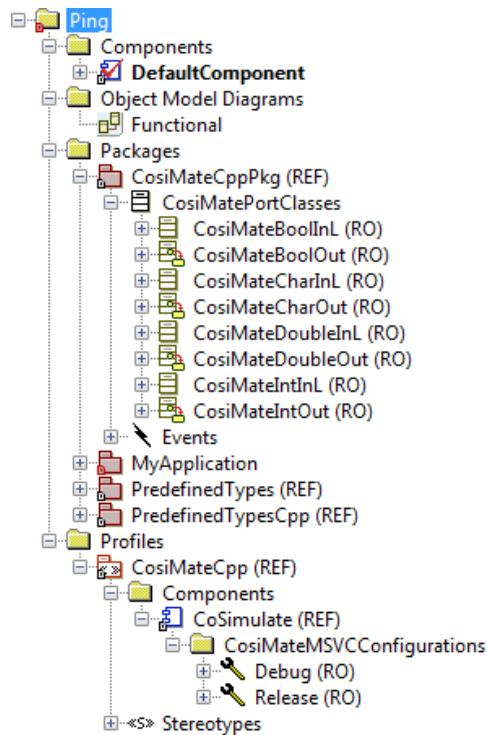 Ping
Components
DefaultComponent
Object Model Diagrams
Functional
Packages
CosiMateCppPkg (REF)
CosiMatePortClasses
CosiMateBoolInL (RO)
CosiMateBoolOut (RO)
CosiMateCharInL (RO)
CosiMateCharOut (RO)
CosiMateDoubleInL (RO)
CosiMateDoubleOut (RO)
CosiMateIntInL (RO)
CosiMateIntOut (RO)
Events
MyApplication
PredefinedTypes (REF)
PredefinedTypesCpp (REF)
Profiles
CosiMateCpp (REF)
Components
CoSimulate (REF)
CosiMateMSVCConfigurations
Debug (RO)
Release (RO)
«S» Stereotypes